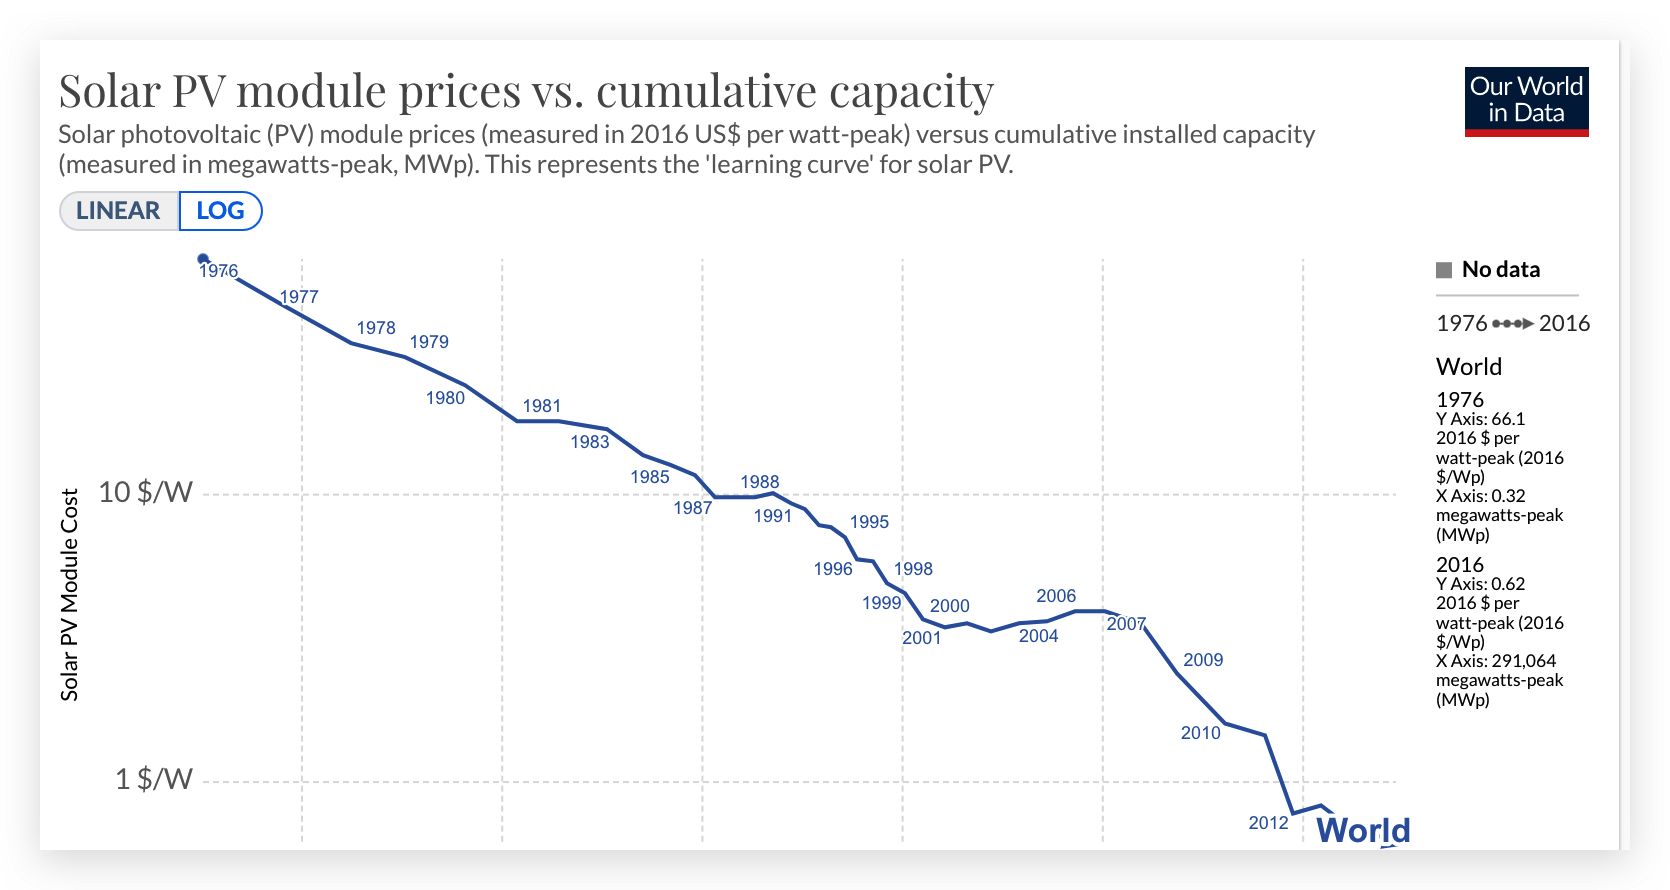 Solar PV module prices vs. cumulative capacity
Our World
in Data
Solar photovoltaic (PV) module prices (measured in 2016 US$ per watt-peak) versus cumulative installed capacity
(measured in megawatts-peak, MWp). This represents the 'learning curve' for solar PV.
LINEAR LOG
1976
1977
1978
1979
1980
1981
1983
1985
1987
1988
1991
1995
1996
1998
1999
2000
2001
2004
2006
2007
2009
2010
2012
World
10 $/W
1 $/W
Solar PV Module Cost
No data
1976 2016
World
1976
Y Axis: 66.1
2016 $ per
watt-peak (2016
$/Wp)
X Axis: 0.32
megawatts-peak
(MWp)
2016
Y Axis: 0.62
2016 $ per
watt-peak (2016
$/Wp)
X Axis: 291,064
megawatts-peak
(MWp)